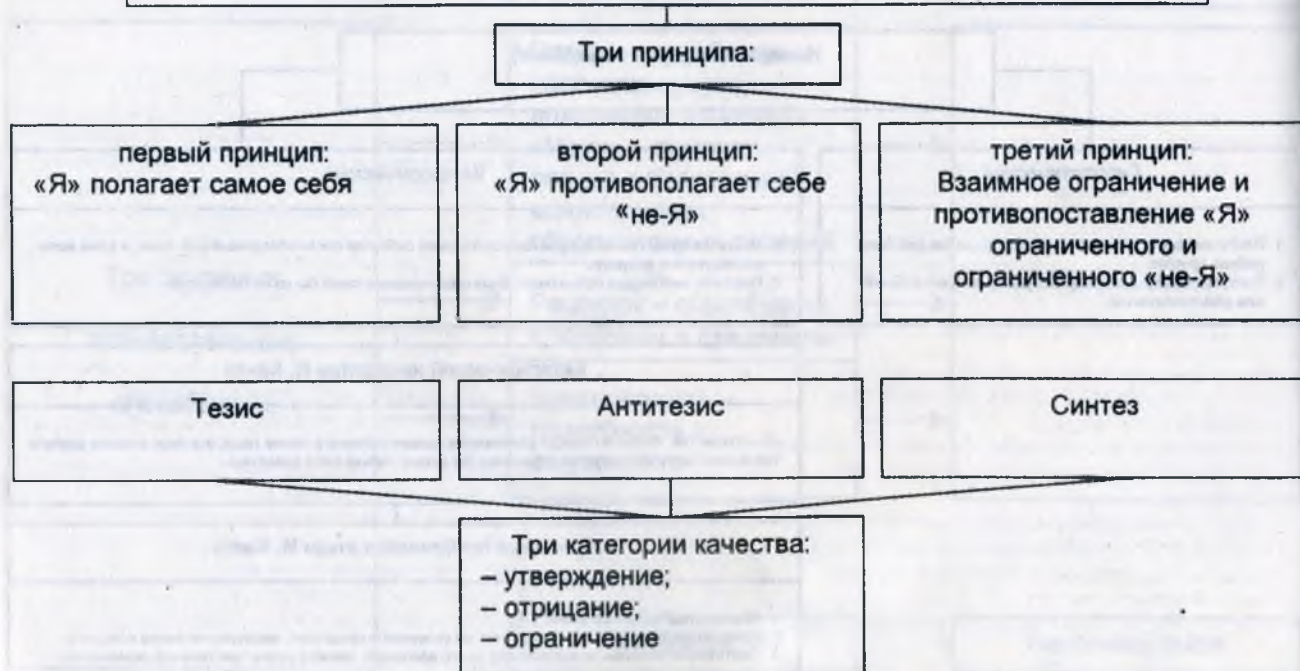 Три принципа:
первый принцип:
«Я» полагает самое себя
второй принцип:
«Я» противополагает себе
«не-Я»
третий принцип:
Взаимное ограничение и
противопоставление «Я»
ограниченного и
ограниченного «не-Я»
Тезис
Антитезис
Синтез
Три категории качества:
– утверждение;
– отрицание;
– ограничение